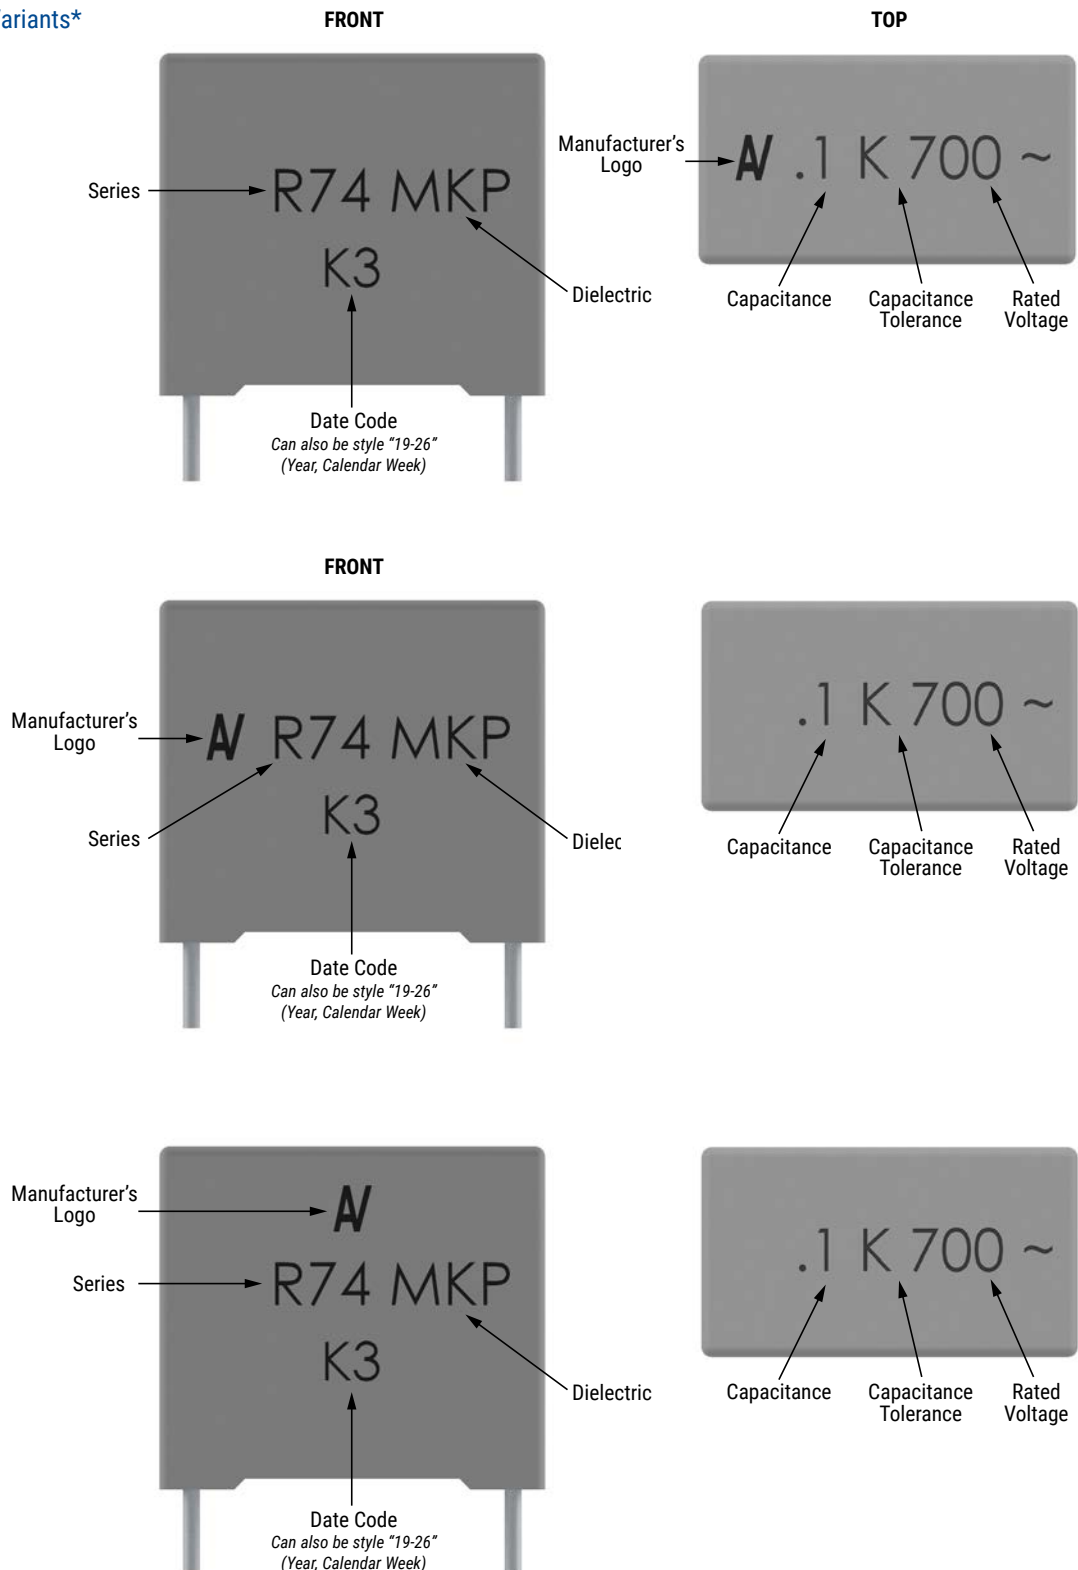 ariants*
FRONT
TOP
Series
R74 MKP
K3
Dielectric
Date Code
Can also be style “19-26”
(Year, Calendar Week)
Manufacturer's
Logo
.1 K 700 ~
Capacitance
Capacitance
Tolerance
Rated
Voltage
FRONT
Manufacturer's
Logo
R74 MKP
Series
K3
Dielec
Date Code
Can also be style “19-26”
(Year, Calendar Week)
.1 K 700 ~
Capacitance
Capacitance
Tolerance
Rated
Voltage
Manufacturer's
Logo
Series
R74 MKP
K3
Dielectric
Date Code
Can also be style “19-26”
(Year, Calendar Week)
.1 K 700 ~
Capacitance
Capacitance
Tolerance
Rated
Voltage